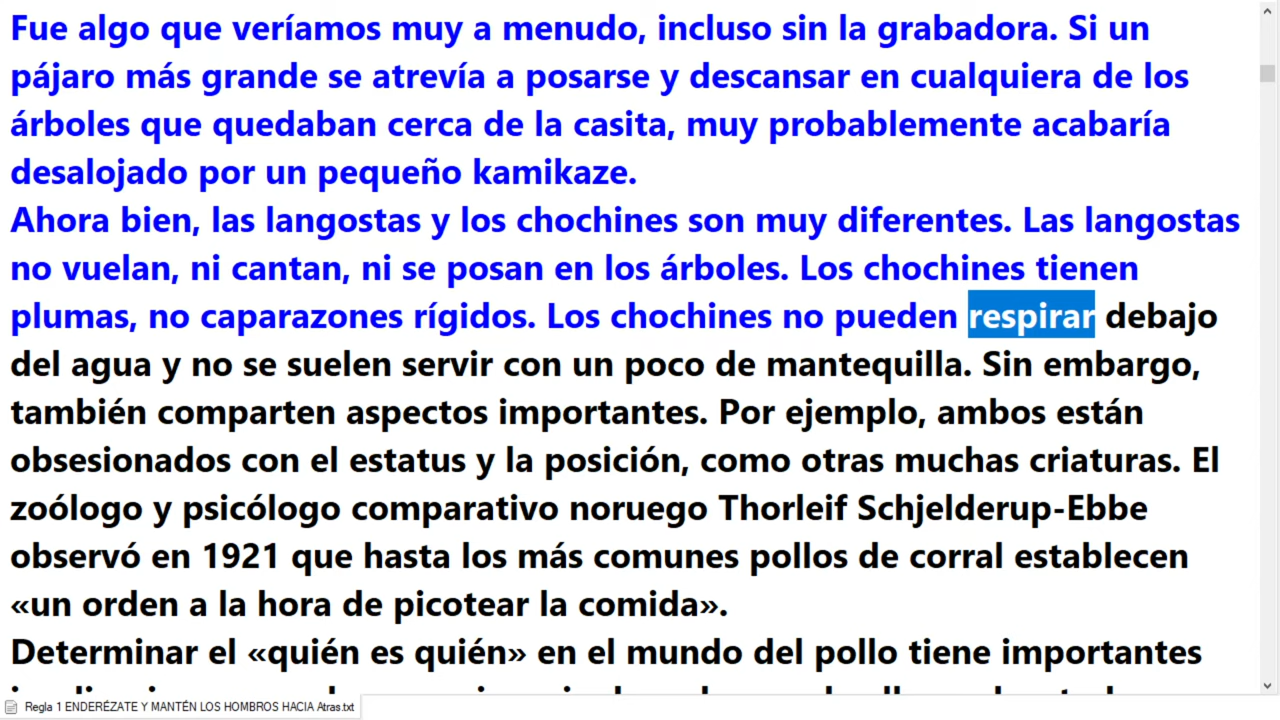 Fue algo que veríamos muy a menudo, incluso sin la grabadora. Si un
pájaro más grande se atrevía a posarse y descansar en cualquiera de los
árboles que quedaban cerca de la casita, muy probablemente acabaría
desalojado por un pequeño kamikaze.
Ahora bien, las langostas y los chochines son muy diferentes. Las langostas
no vuelan, ni cantan, ni se posan en los árboles. Los chochines tienen
plumas, no caparazones rígidos. Los chochines no pueden respirar debajo
del agua y no se suelen servir con un poco de mantequilla. Sin embargo,
también comparten aspectos importantes. Por ejemplo, ambos están
obsesionados con el estatus y la posición, como otras muchas criaturas. El
zoólogo y psicólogo comparativo noruego Thorleif Schjelderup-Ebbe
observó en 1921 que hasta los más comunes pollos de corral establecen
«un orden a la hora de picotear la comida».
Determinar el «quién es quién» en el mundo del pollo tiene importantes
Regla 1 ENDERÉZATE Y MANTÉN LOS HOMBROS HACIA Atras.txt